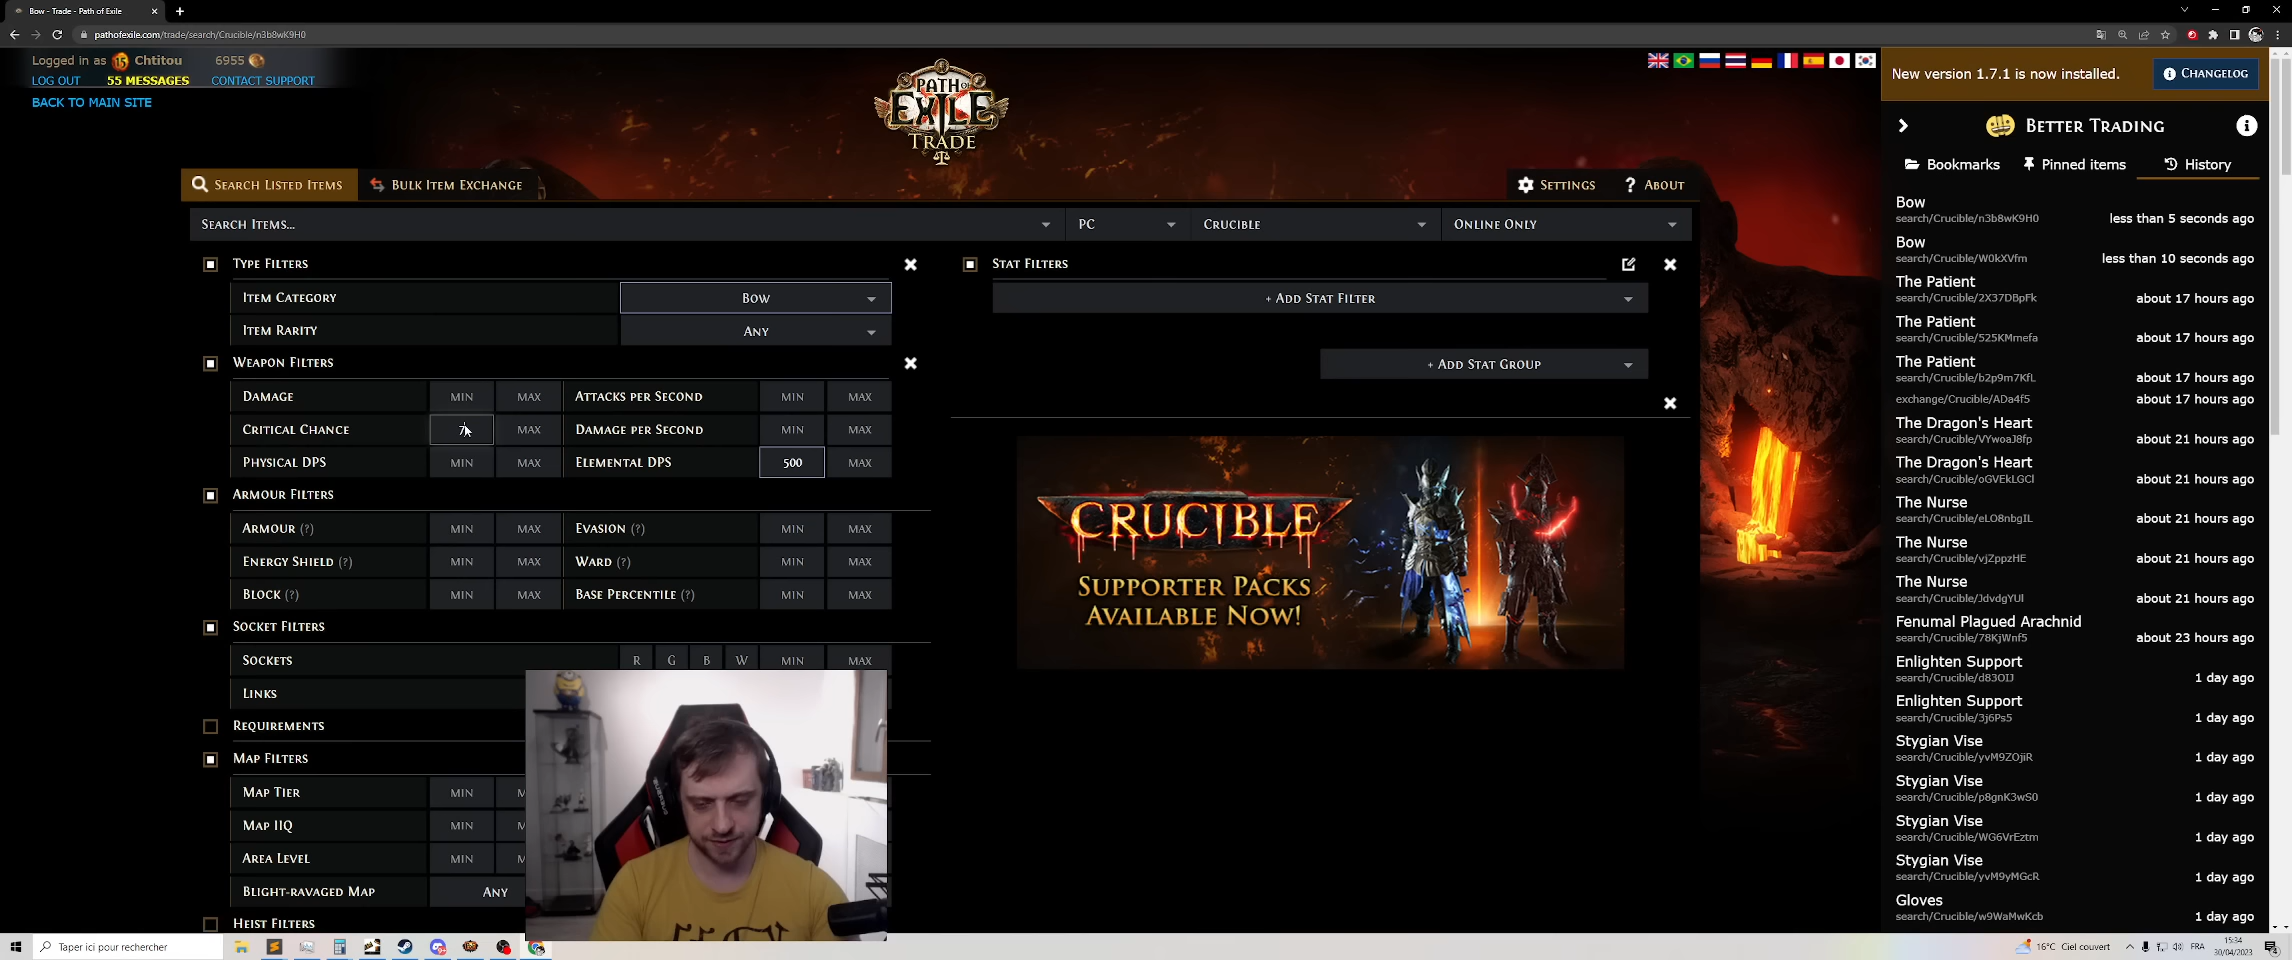 Bow - Trade - Path of Exile
pathofexile.com/trade/search/Crucible/n3b8wK9H0
Logged in as Chtitou 6955
LOG OUT 55 MESSAGES CONTACT SUPPORT
BACK TO MAIN SITE
PATH OF EXILE TRADE
New version 1.7.1 is now installed. CHANGELOG
BETTER TRADING
Bookmarks Pinned items History
SEARCH LISTED ITEMS BULK ITEM EXCHANGE SETTINGS ? ABOUT
SEARCH ITEMS... PC CRUCIBLE ONLINE ONLY
TYPE FILTERS
ITEM CATEGORY BOW
ITEM RARITY ANY
WEAPON FILTERS
DAMAGE MIN MAX ATTACKS PER SECOND MIN MAX
CRITICAL CHANCE 7 MAX DAMAGE PER SECOND MIN MAX
PHYSICAL DPS MIN MAX ELEMENTAL DPS 500 MAX
ARMOUR FILTERS
ARMOUR (?) MIN MAX EVASION (?) MIN MAX
ENERGY SHIELD (?) MIN MAX WARD (?) MIN MAX
BLOCK (?) MIN MAX BASE PERCENTILE (?) MIN MAX
SOCKET FILTERS
SOCKETS R G B W MIN MAX
LINKS
REQUIREMENTS
MAP FILTERS
MAP TIER MIN
MAP IIQ MIN
AREA LEVEL MIN
BLIGHT-RAVAGED MAP ANY
HEIST FILTERS
STAT FILTERS
+ ADD STAT FILTER
+ ADD STAT GROUP
CRUCIBLE
SUPPORTER PACKS
AVAILABLE NOW!
Bow
search/Crucible/n3b8wK9H0 less than 5 seconds ago
Bow
search/Crucible/W0kXVfm less than 10 seconds ago
The Patient
search/Crucible/2X37DBpFk about 17 hours ago
The Patient
search/Crucible/525KMmefa about 17 hours ago
The Patient
search/Crucible/b2p9m7KfL about 17 hours ago
exchange/Crucible/ADa4f5 about 17 hours ago
The Dragon's Heart
search/Crucible/VYwoaJ8fp about 21 hours ago
The Dragon's Heart
search/Crucible/oGVEkLGCl about 21 hours ago
The Nurse
search/Crucible/eLO8nbgIL about 21 hours ago
The Nurse
search/Crucible/vjZppzHE about 21 hours ago
The Nurse
search/Crucible/JdvdgYUl about 21 hours ago
Fenumal Plagued Arachnid
search/Crucible/78KjWnf5 about 23 hours ago
Enlighten Support
search/Crucible/d83OIJ 1 day ago
Enlighten Support
search/Crucible/3j6Ps5 1 day ago
Stygian Vise
search/Crucible/yvM9ZOjiR 1 day ago
Stygian Vise
search/Crucible/p8gnK3wS0 1 day ago
Stygian Vise
search/Crucible/WG6VrEztm 1 day ago
Stygian Vise
search/Crucible/yvM9yMGcR 1 day ago
Gloves
search/Crucible/w9WaMwKcb 1 day ago
Taper ici pour rechercher
16°C Ciel couvert FRA 15:34
30/04/2023